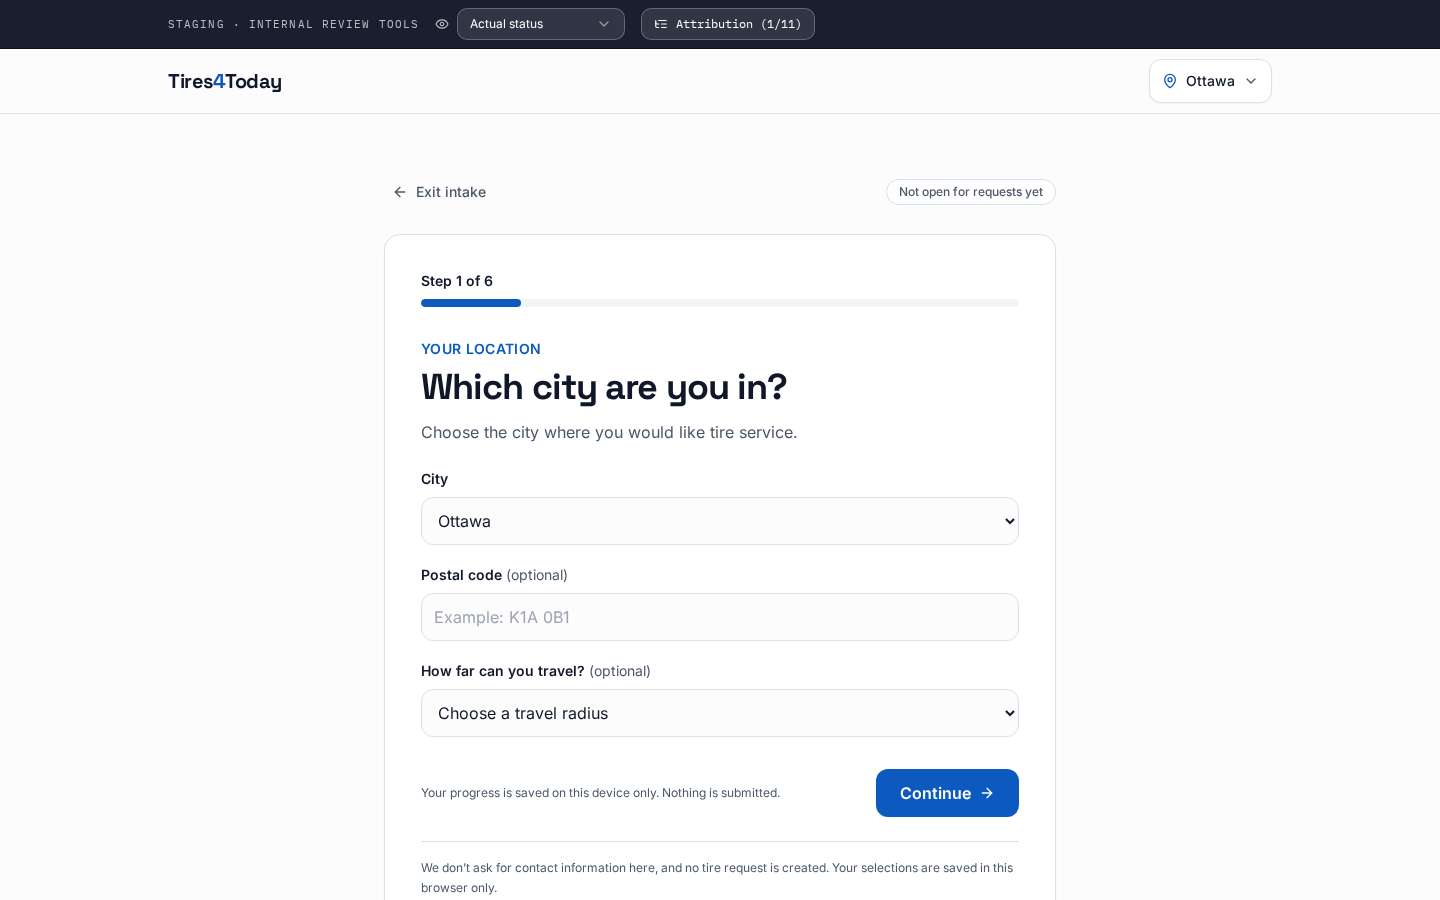 STAGING · INTERNAL REVIEW TOOLS
Actual status
Attribution (1/11)
Tires4Today
Ottawa
Exit intake
Not open for requests yet
Step 1 of 6
YOUR LOCATION
Which city are you in?
Choose the city where you would like tire service.
City
Ottawa
Postal code (optional)
Example: K1A 0B1
How far can you travel? (optional)
Choose a travel radius
Your progress is saved on this device only. Nothing is submitted.
Continue
We don’t ask for contact information here, and no tire request is created. Your selections are saved in this
browser only.